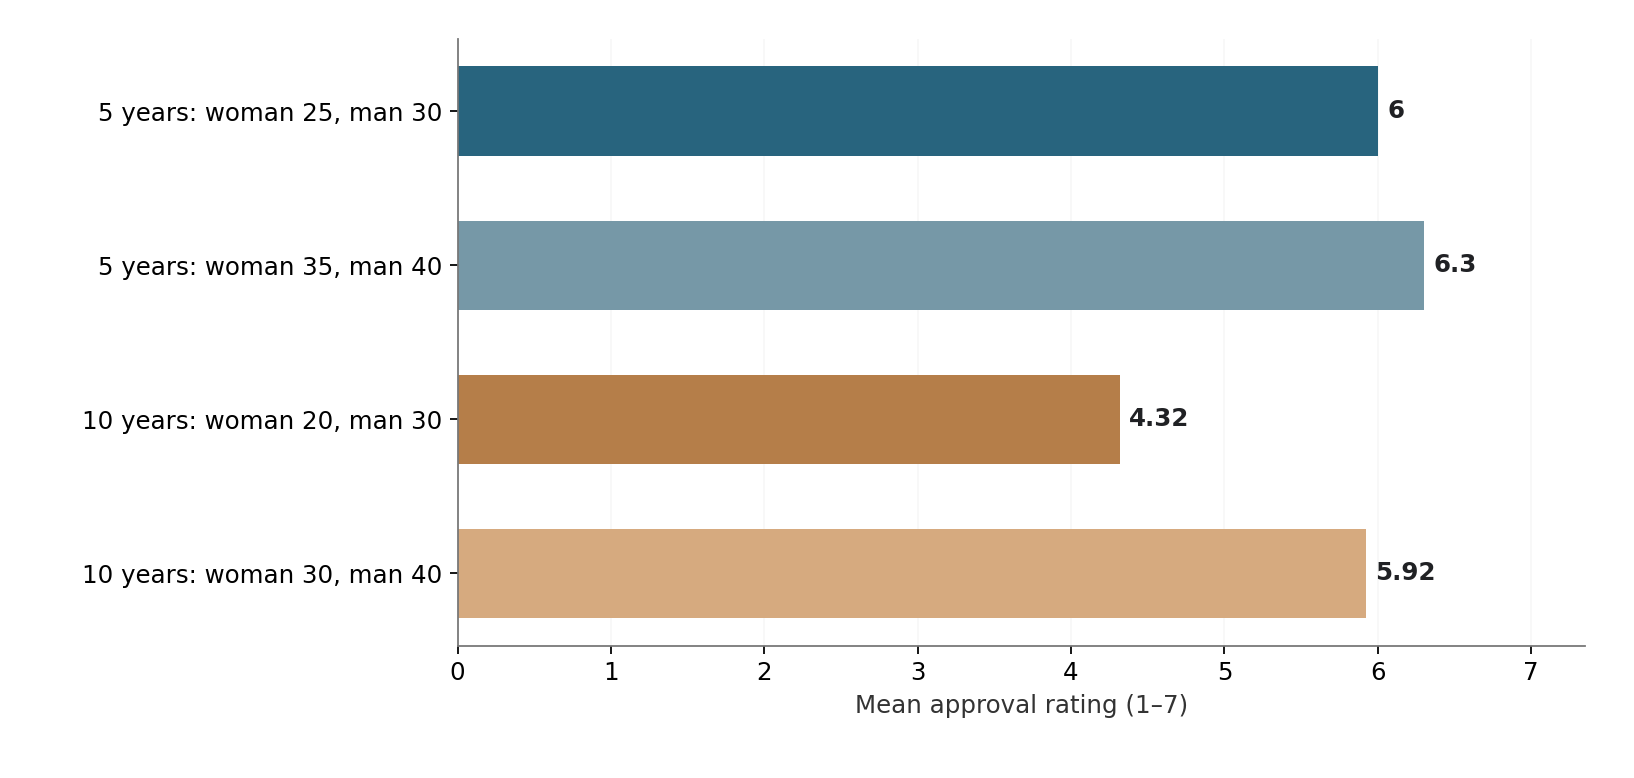 5 years: woman 25, man 30
6
5 years: woman 35, man 40
6.3
10 years: woman 20, man 30
4.32
10 years: woman 30, man 40
5.92
0 1 2 3 4 5 6 7
Mean approval rating (1–7)